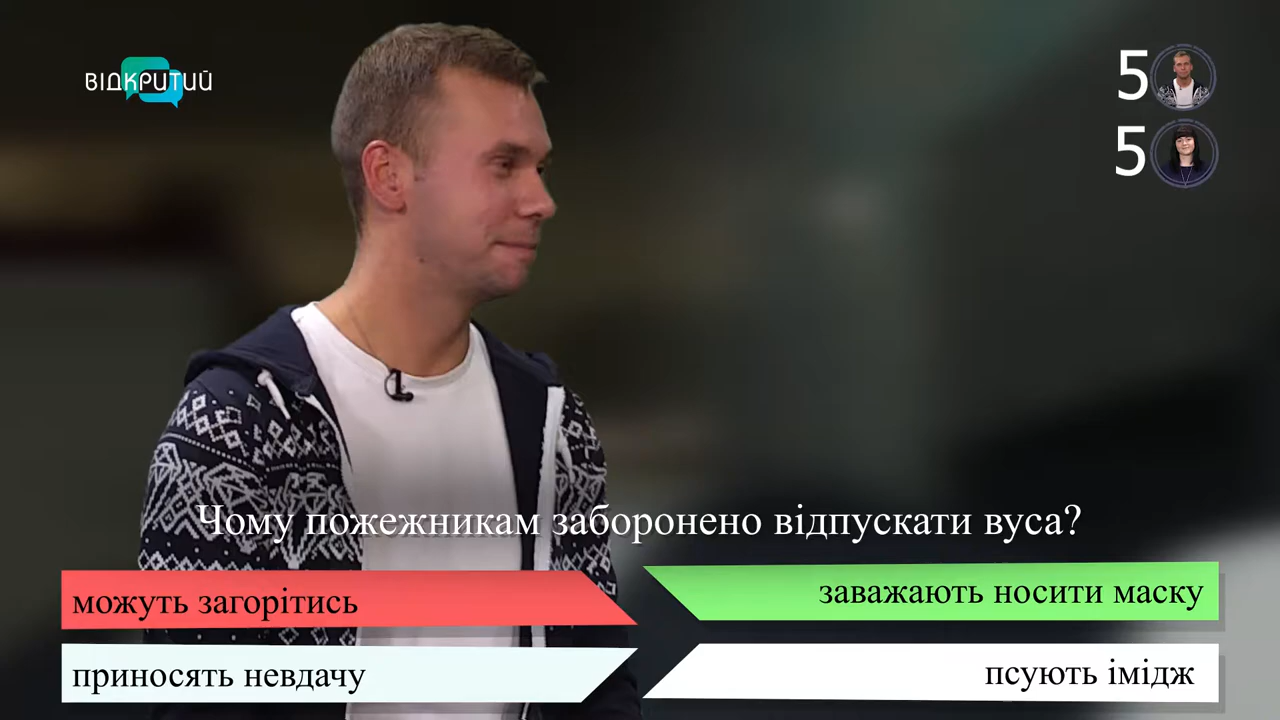 ВІДКРИТИЙ
5
5
Чому пожежникам заборонено відпускати вуса?
можуть загорітись
заважають носити маску
приносять невдачу
псують імідж